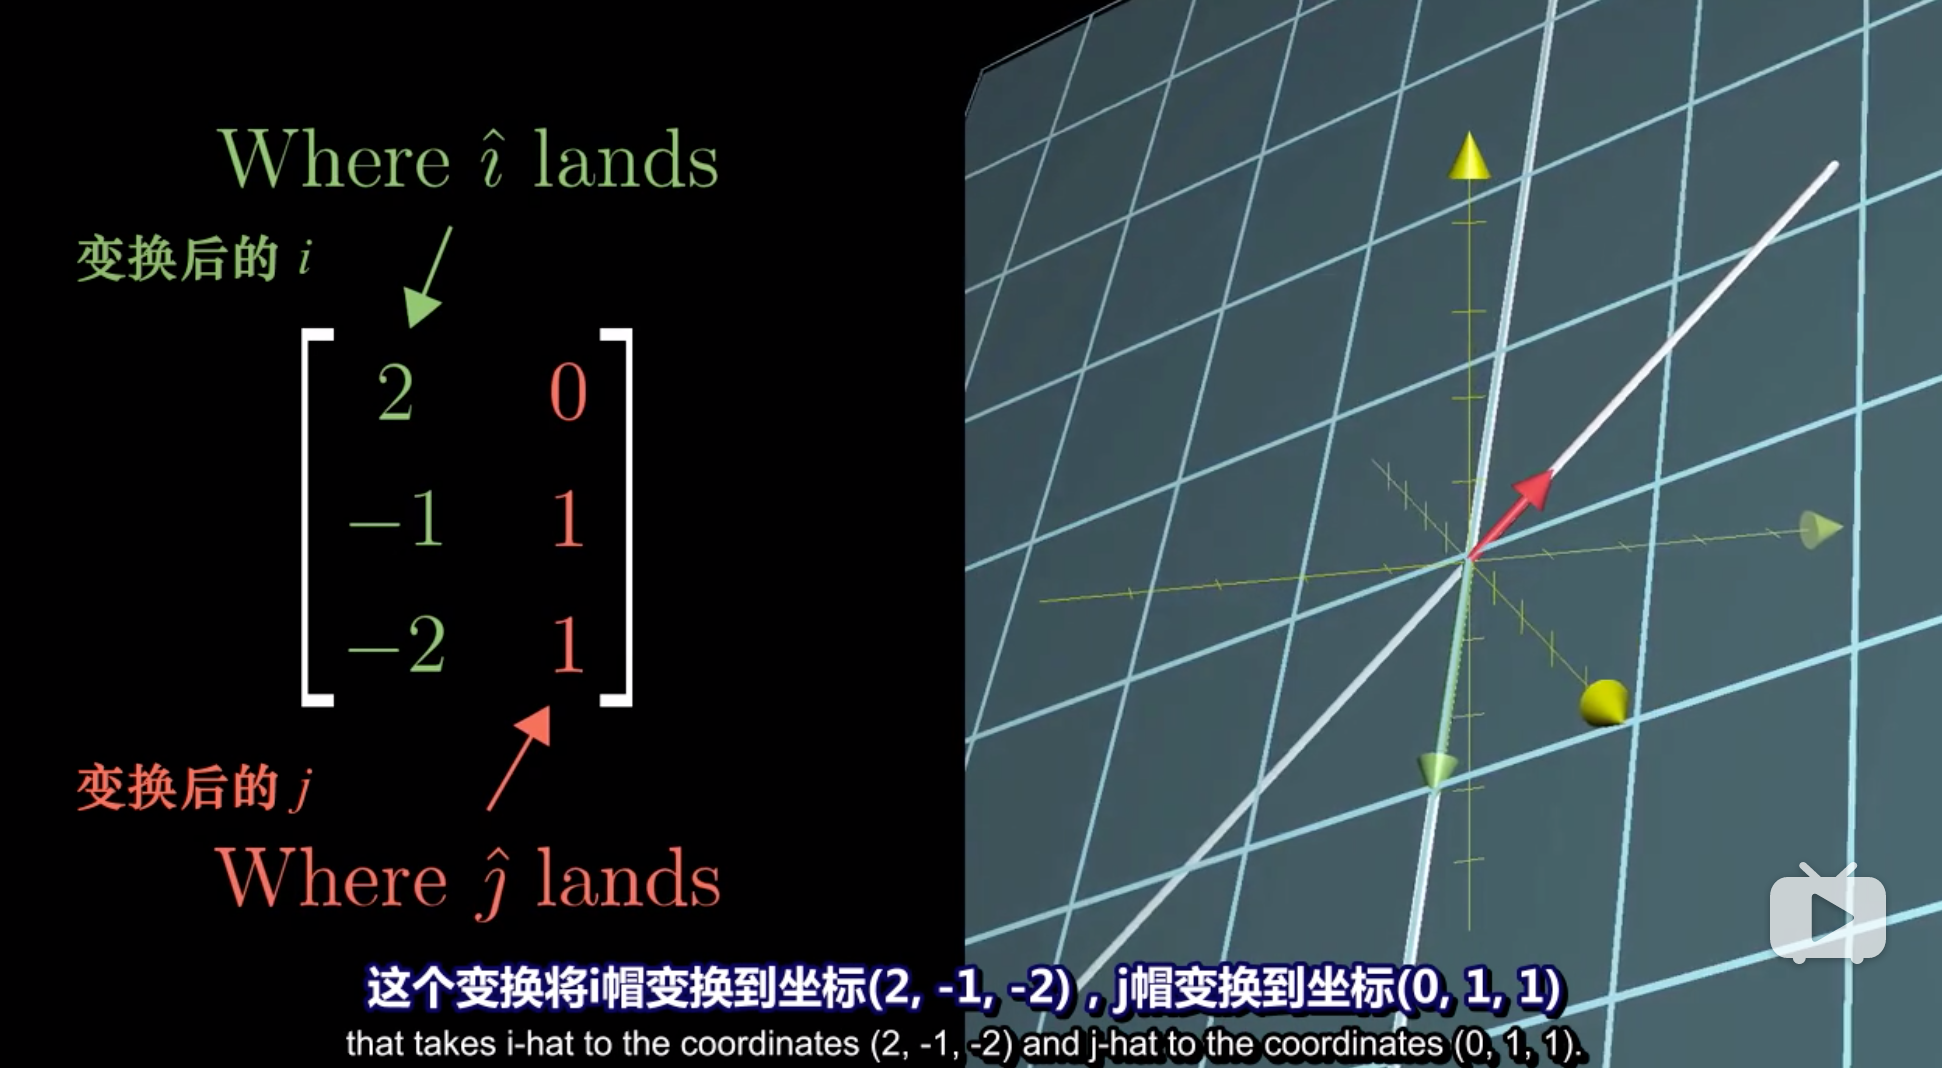 Where î lands
变换后的 i
2 0
−1 1
−2 1
变换后的 j
Where ĵ lands
这个变换将i帽变换到坐标(2, -1, -2)，j帽变换到坐标(0, 1, 1)
that takes i-hat to the coordinates (2, -1, -2) and j-hat to the coordinates (0, 1, 1).